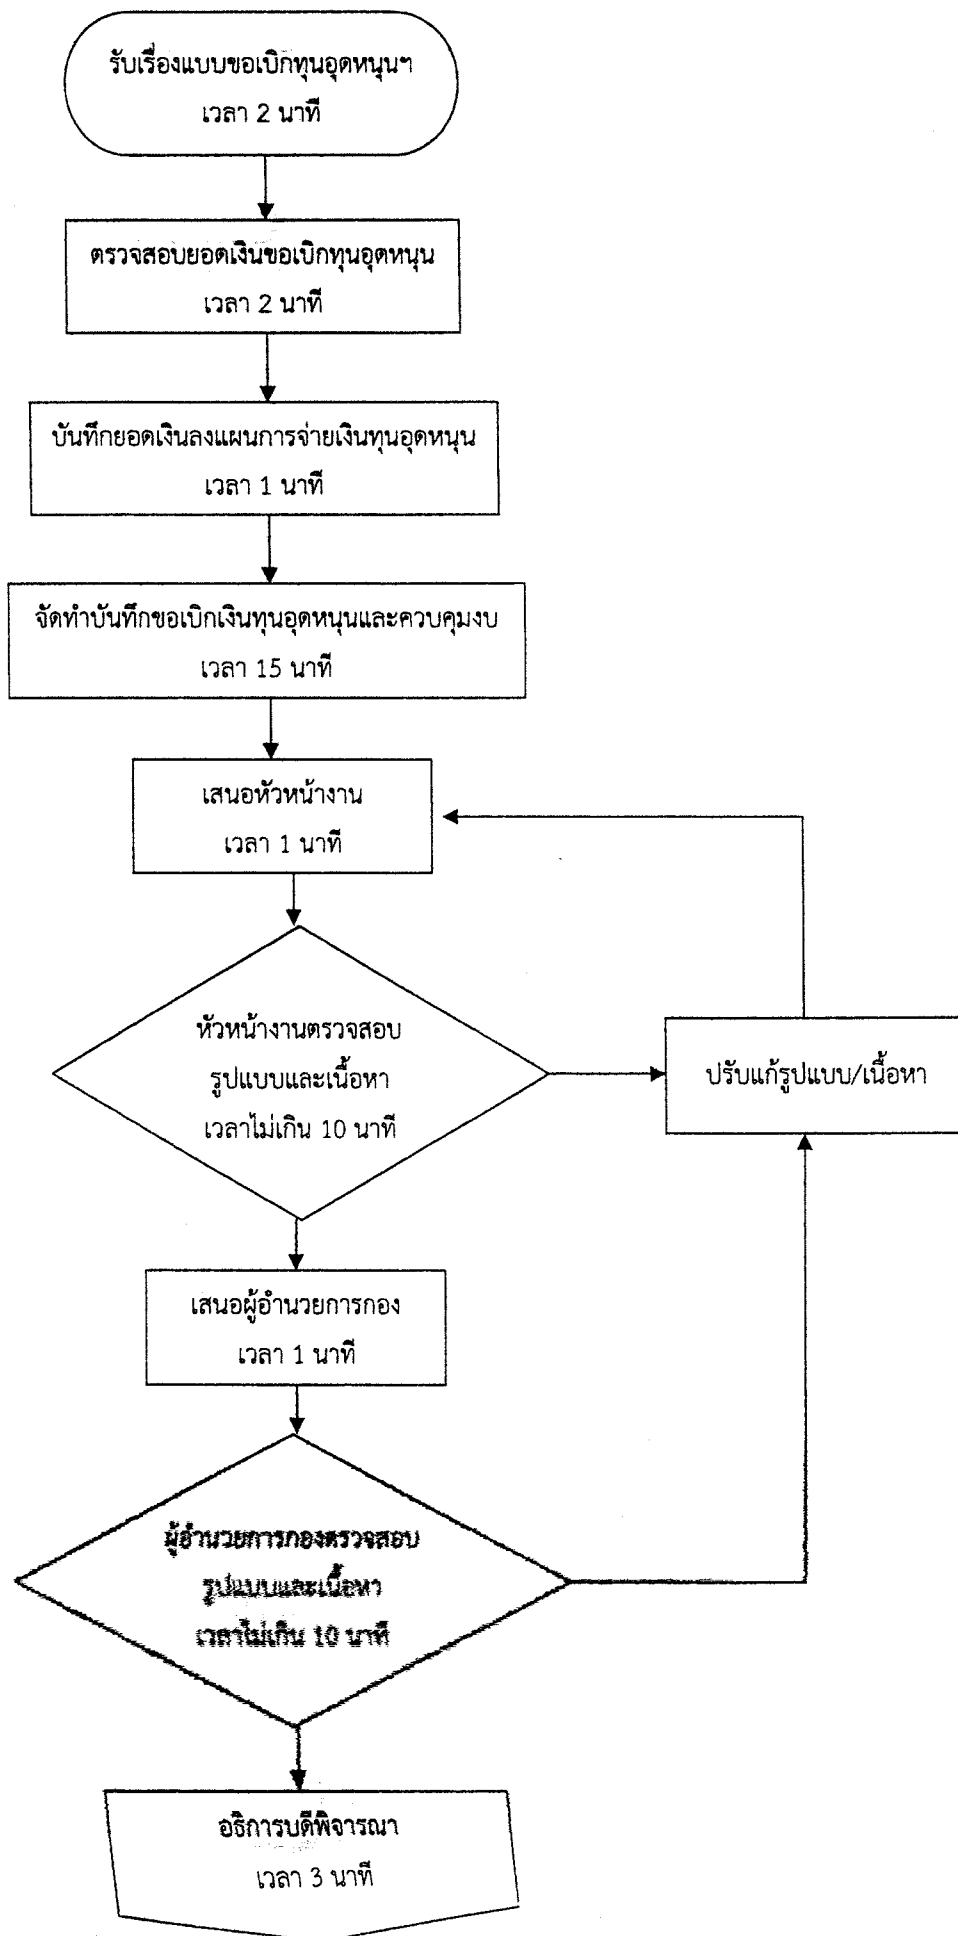 รับเรื่องแบบขอเบิกทุนอุดหนุนฯ
เวลา 2 นาที
ตรวจสอบยอดเงินขอเบิกทุนอุดหนุน
เวลา 2 นาที
บันทึกยอดเงินลงแผนการจ่ายเงินทุนอุดหนุน
เวลา 1 นาที
จัดทำบันทึกขอเบิกเงินทุนอุดหนุนและควบคุมงบ
เวลา 15 นาที
เสนอหัวหน้างาน
เวลา 1 นาที
หัวหน้างานตรวจสอบ
รูปแบบและเนื้อหา
เวลาไม่เกิน 10 นาที
ปรับแก้รูปแบบ/เนื้อหา
เสนอผู้อำนวยการกอง
เวลา 1 นาที
ผู้อำนวยการกองตรวจสอบ
รูปแบบและเนื้อหา
เวลาไม่เกิน 10 นาที
อธิการบดีพิจารณา
เวลา 3 นาที